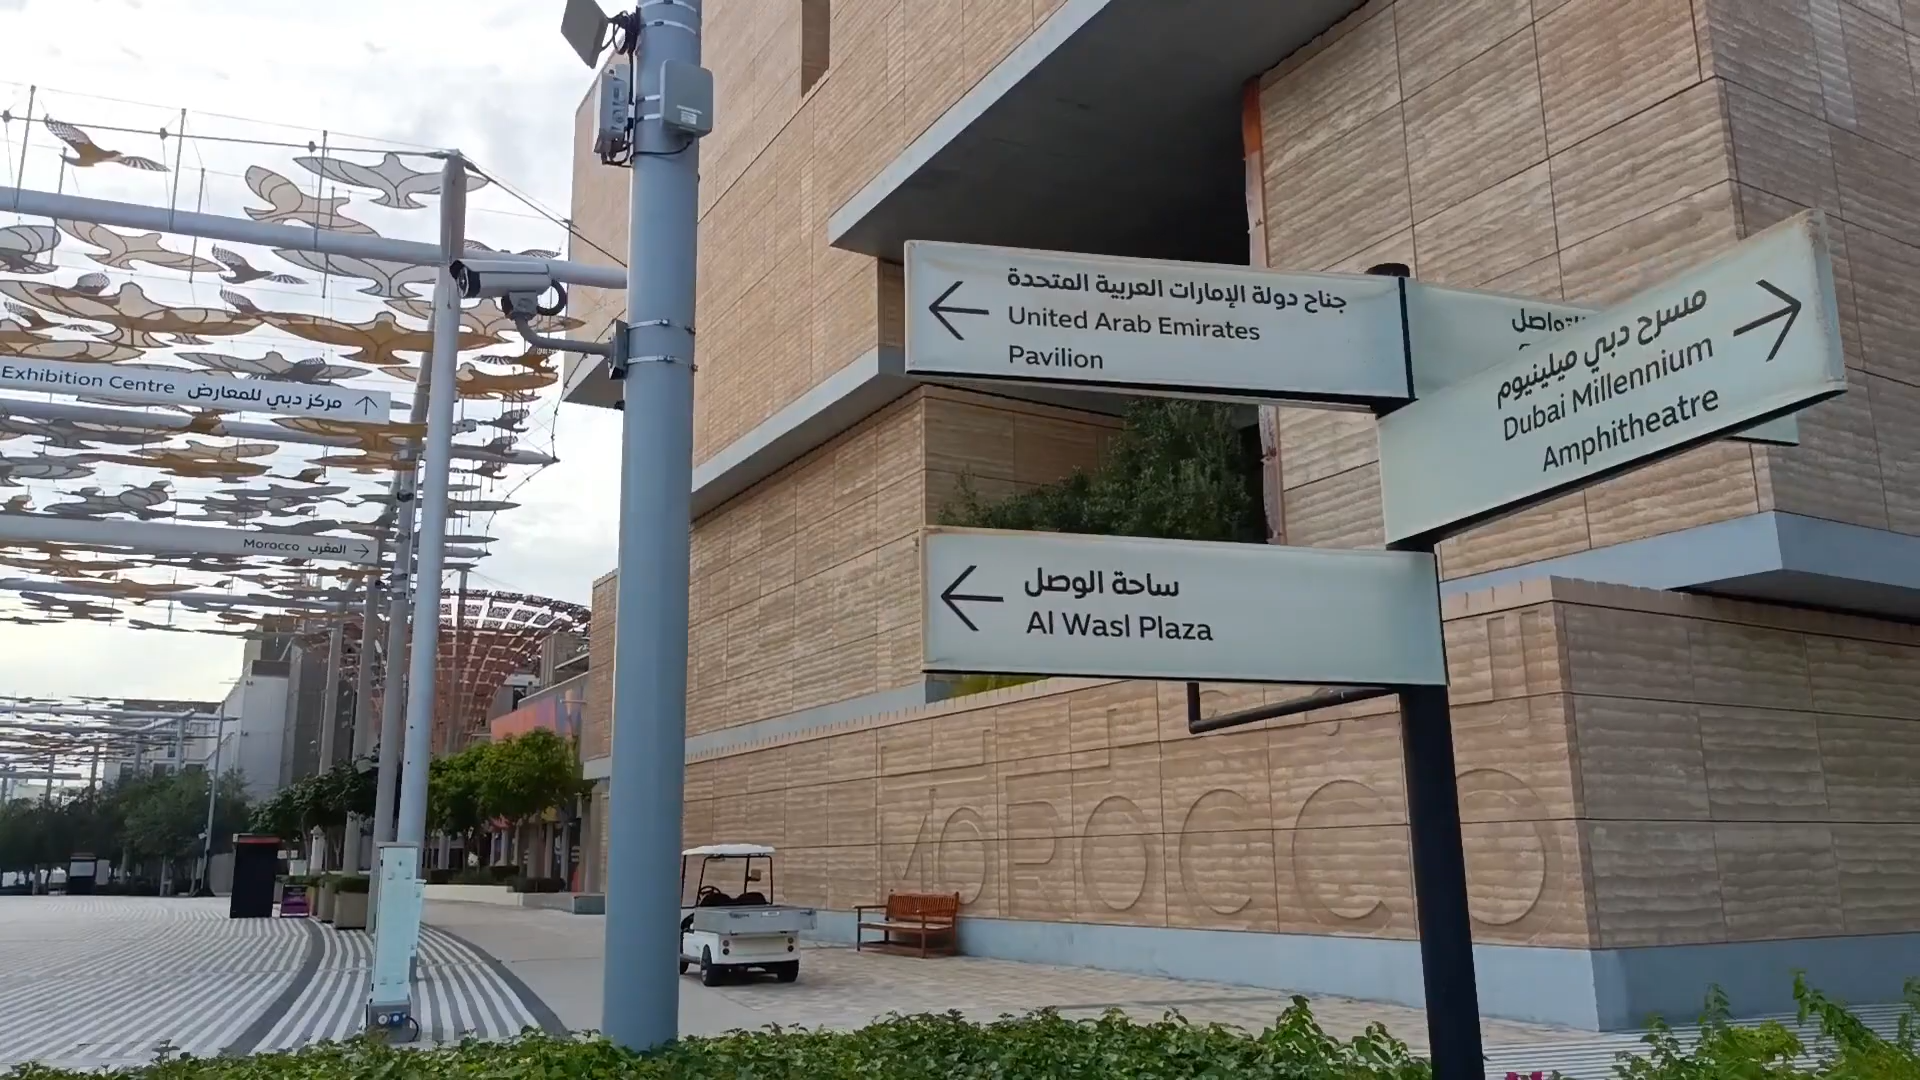 جناح دولة الإمارات العربية المتحدة
United Arab Emirates
Pavilion
مسرح دبي ميلينيوم
Dubai Millennium
Amphitheatre
ساحة الوصل
Al Wasl Plaza
Exhibition Centre مركز دبي للمعارض
Morocco المغرب
MOROCCO